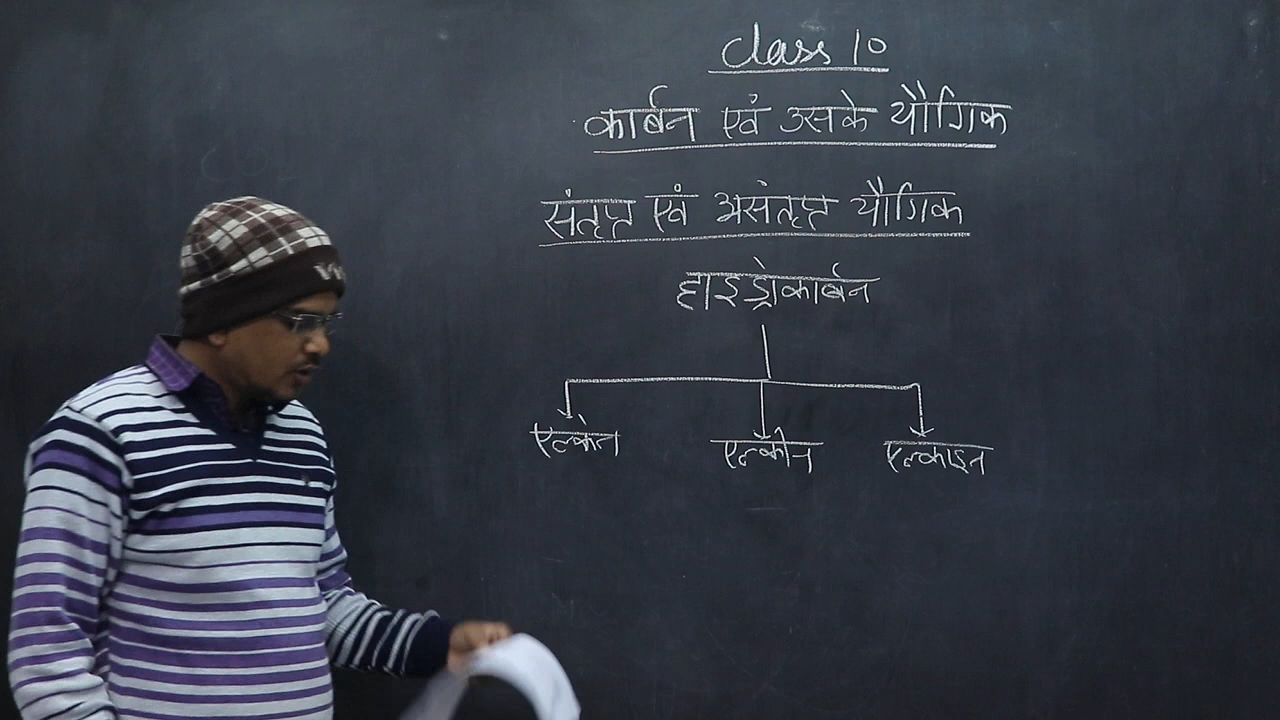 Class 10
कार्बन एवं उसके यौगिक
संतृप्त एवं असंतृप्त यौगिक
हाइड्रोकार्बन
एल्केन एल्कीन एल्काइन